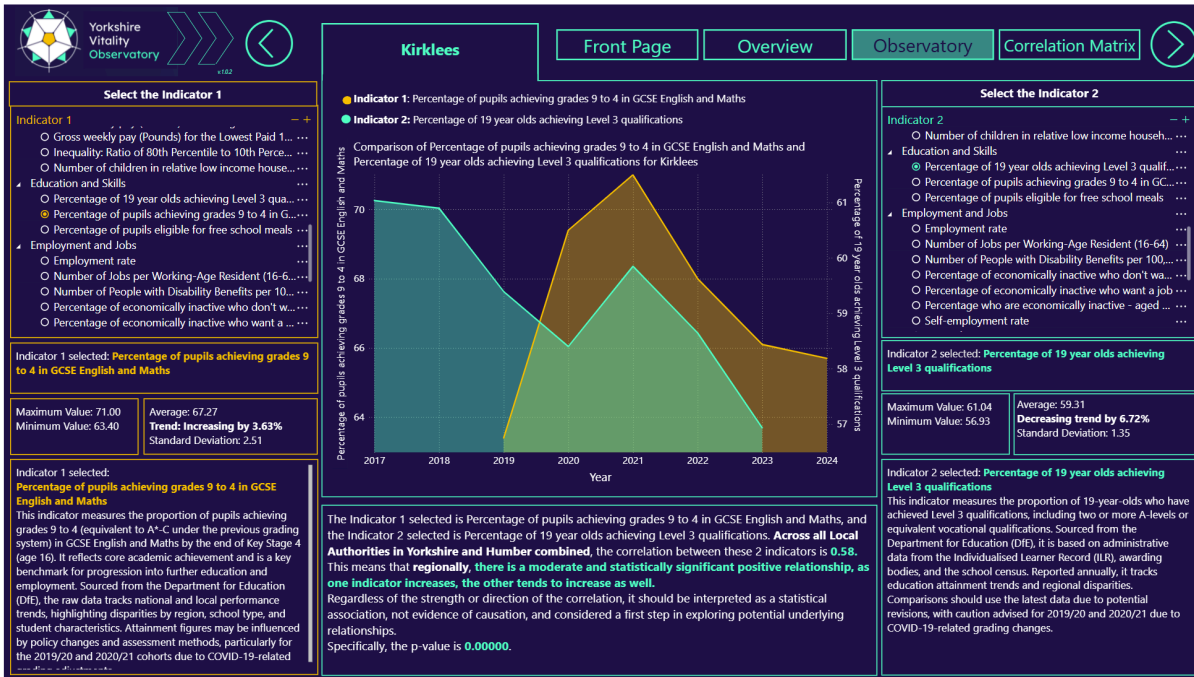 Yorkshire
Vitality
Observatory
v.1.0.2
Kirklees
Front Page
Overview
Observatory
Correlation Matrix
Select the Indicator 1
Indicator 1
Gross weekly pay (Pounds) for the Lowest Paid 1...
Inequality: Ratio of 80th Percentile to 10th Perce...
Number of children in relative low income house...
Education and Skills
Percentage of 19 year olds achieving Level 3 qua...
Percentage of pupils achieving grades 9 to 4 in G...
Percentage of pupils eligible for free school meals
Employment and Jobs
Employment rate
Number of Jobs per Working-Age Resident (16-6...
Number of People with Disability Benefits per 10...
Percentage of economically inactive who don't w...
Percentage of economically inactive who want a ...
Indicator 1 selected: Percentage of pupils achieving grades 9
to 4 in GCSE English and Maths
Maximum Value: 71.00
Minimum Value: 63.40
Average: 67.27
Trend: Increasing by 3.63%
Standard Deviation: 2.51
Indicator 1 selected:
Percentage of pupils achieving grades 9 to 4 in GCSE
English and Maths
This indicator measures the proportion of pupils achieving
grades 9 to 4 (equivalent to A*-C under the previous grading
system) in GCSE English and Maths by the end of Key Stage 4
(age 16). It reflects core academic achievement and is a key
benchmark for progression into further education and
employment. Sourced from the Department for Education
(DfE), the raw data tracks national and local performance
trends, highlighting disparities by region, school type, and
student characteristics. Attainment figures may be influenced
by policy changes and assessment methods, particularly for
the 2019/20 and 2020/21 cohorts due to COVID-19-related
Indicator 1: Percentage of pupils achieving grades 9 to 4 in GCSE English and Maths
Indicator 2: Percentage of 19 year olds achieving Level 3 qualifications
Comparison of Percentage of pupils achieving grades 9 to 4 in GCSE English and Maths and
Percentage of 19 year olds achieving Level 3 qualifications for Kirklees
Percentage of pupils achieving grades 9 to 4 in GCSE English and Maths
70
68
66
64
61
60
59
58
57
Percentage of 19 year olds achieving Level 3 qualifications
2017 2018 2019 2020 2021 2022 2023 2024
Year
The Indicator 1 selected is Percentage of pupils achieving grades 9 to 4 in GCSE English and Maths, and
the Indicator 2 selected is Percentage of 19 year olds achieving Level 3 qualifications. Across all Local
Authorities in Yorkshire and Humber combined, the correlation between these 2 indicators is 0.58.
This means that regionally, there is a moderate and statistically significant positive relationship, as
one indicator increases, the other tends to increase as well.
Regardless of the strength or direction of the correlation, it should be interpreted as a statistical
association, not evidence of causation, and considered a first step in exploring potential underlying
relationships.
Specifically, the p-value is 0.00000.
Select the Indicator 2
Indicator 2
Number of children in relative low income househ...
Education and Skills
Percentage of 19 year olds achieving Level 3 qualif...
Percentage of pupils achieving grades 9 to 4 in GC...
Percentage of pupils eligible for free school meals
Employment and Jobs
Employment rate
Number of Jobs per Working-Age Resident (16-64)
Number of People with Disability Benefits per 100,...
Percentage of economically inactive who don't wa...
Percentage of economically inactive who want a job
Percentage who are economically inactive - aged ...
Self-employment rate
Indicator 2 selected: Percentage of 19 year olds achieving
Level 3 qualifications
Maximum Value: 61.04
Minimum Value: 56.93
Average: 59.31
Decreasing trend by 6.72%
Standard Deviation: 1.35
Indicator 2 selected: Percentage of 19 year olds achieving
Level 3 qualifications
This indicator measures the proportion of 19-year-olds who have
achieved Level 3 qualifications, including two or more A-levels or
equivalent vocational qualifications. Sourced from the
Department for Education (DfE), it is based on administrative
data from the Individualised Learner Record (ILR), awarding
bodies, and the school census. Reported annually, it tracks
education attainment trends and regional disparities.
Comparisons should use the latest data due to potential
revisions, with caution advised for 2019/20 and 2020/21 due to
COVID-19-related grading changes.